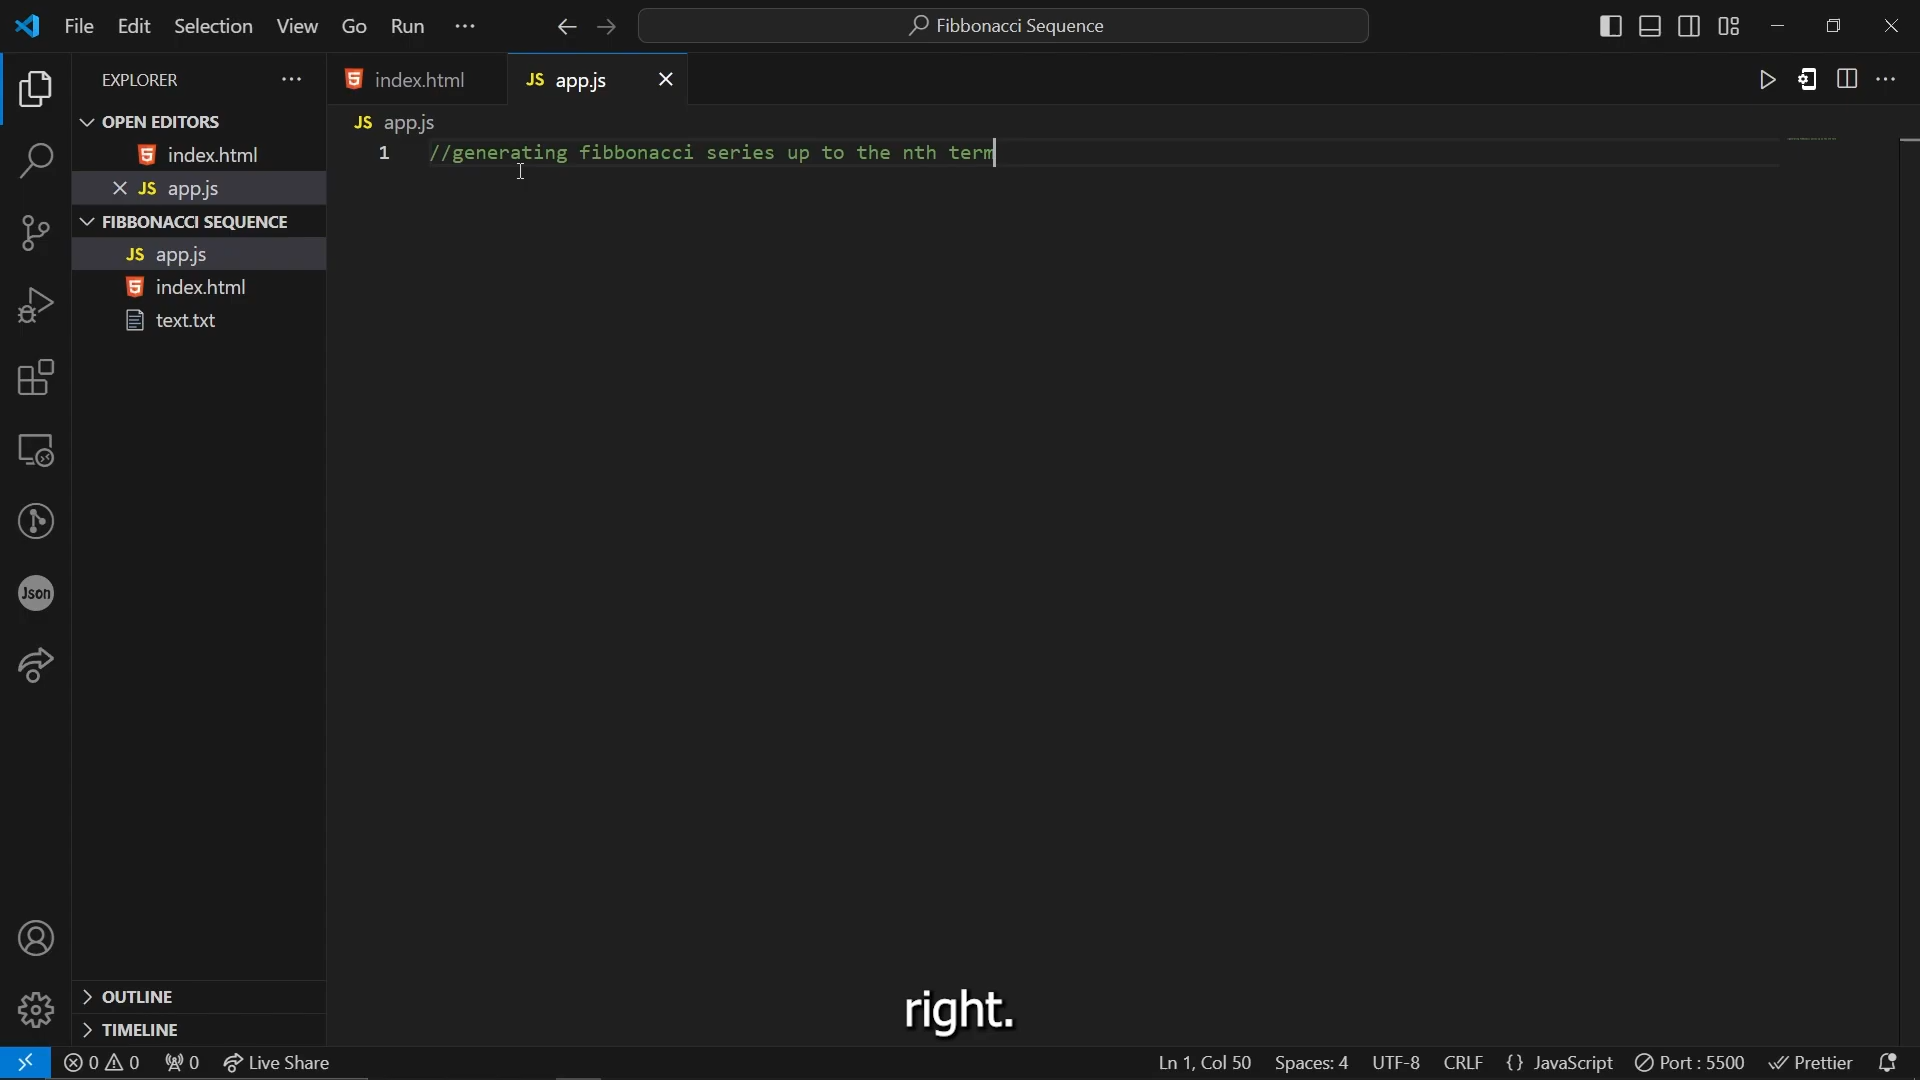 File Edit Selection View Go Run ··· Fibbonacci Sequence
EXPLORER ···
OPEN EDITORS
index.html
JS app.js
FIBBONACCI SEQUENCE
JS app.js
index.html
text.txt
Json
OUTLINE
TIMELINE
index.html JS app.js
JS app.js
1 //generating fibbonacci series up to the nth term
right.
0 0 0 Live Share Ln 1, Col 50 Spaces: 4 UTF-8 CRLF {} JavaScript Port : 5500 Prettier